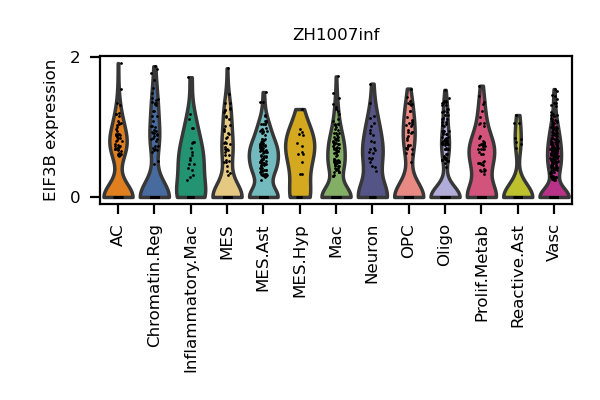 ZH1007inf
EIF3B expression
2
0
AC
Chromatin.Reg
Inflammatory.Mac
MES
MES.Ast
MES.Hyp
Mac
Neuron
OPC
Oligo
Prolif.Metab
Reactive.Ast
Vasc